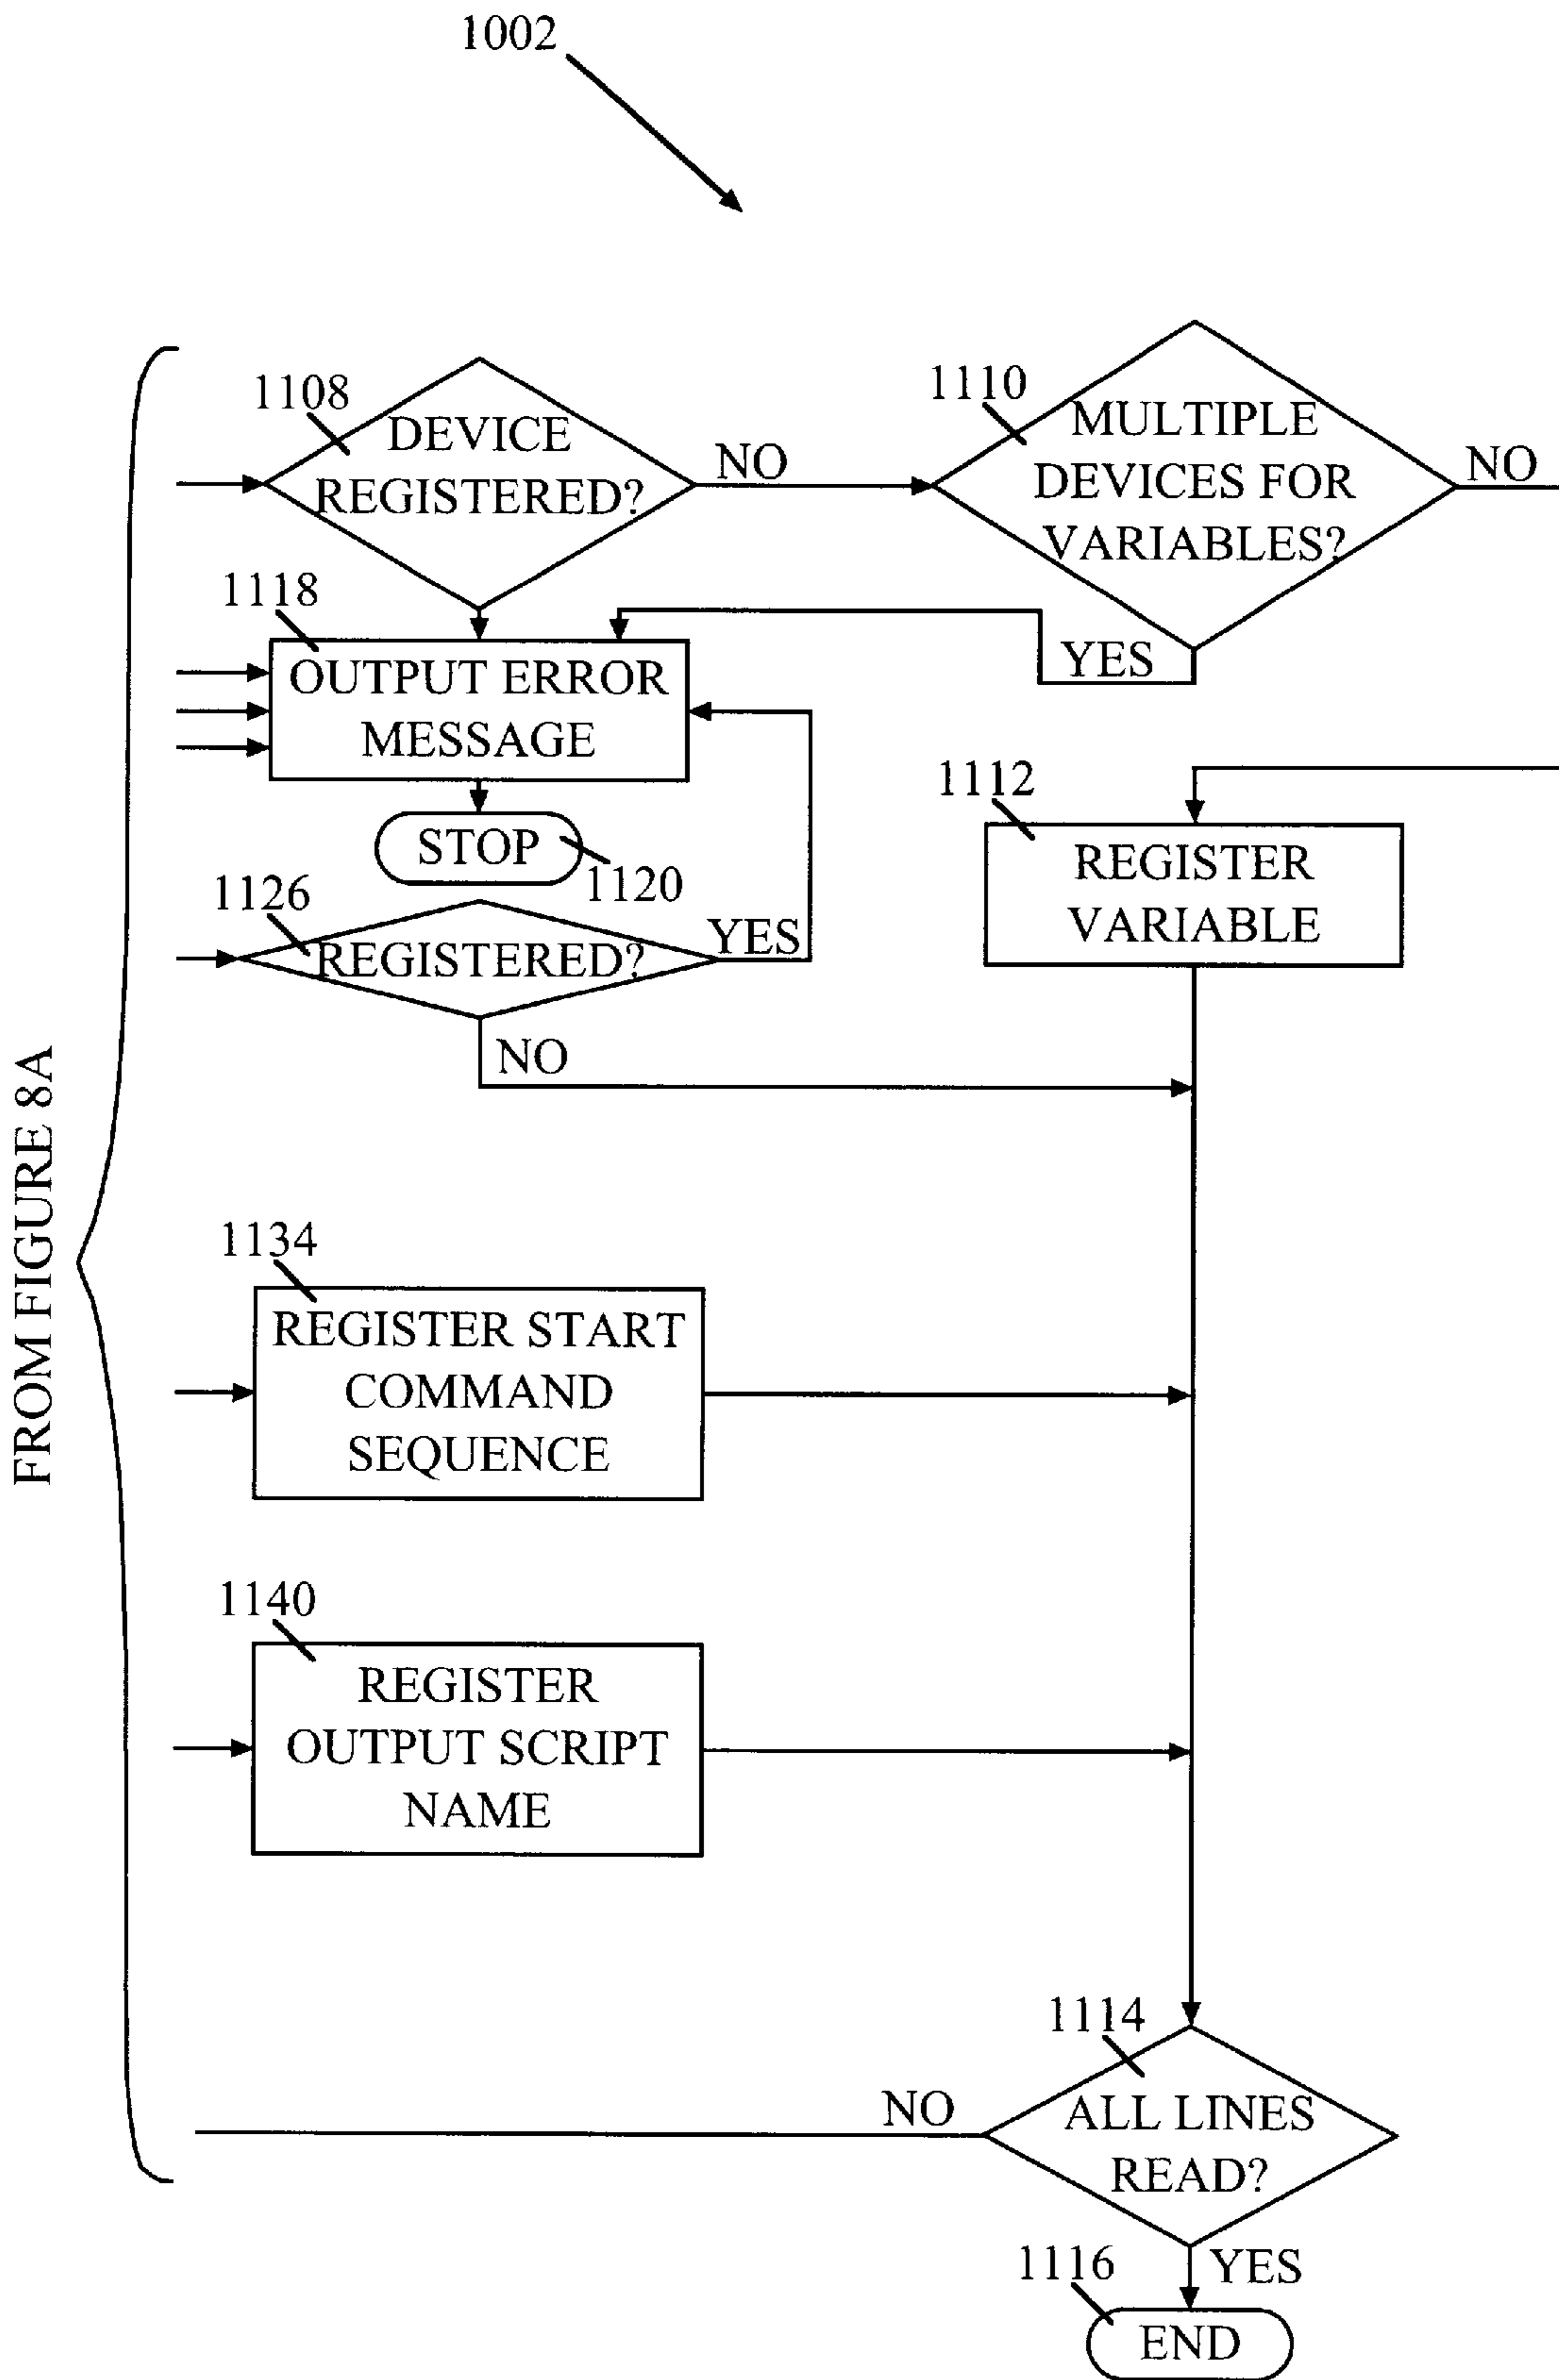 1002
1108
DEVICE
REGISTERED?
NO
1110
MULTIPLE
DEVICES FOR
VARIABLES?
NO
YES
1118
OUTPUT ERROR
MESSAGE
STOP
1120
1112
REGISTER
VARIABLE
1126
REGISTERED?
YES
NO
FROM FIGURE 8A
1134
REGISTER START
COMMAND
SEQUENCE
1140
REGISTER
OUTPUT SCRIPT
NAME
1114
ALL LINES
READ?
NO
YES
1116
END